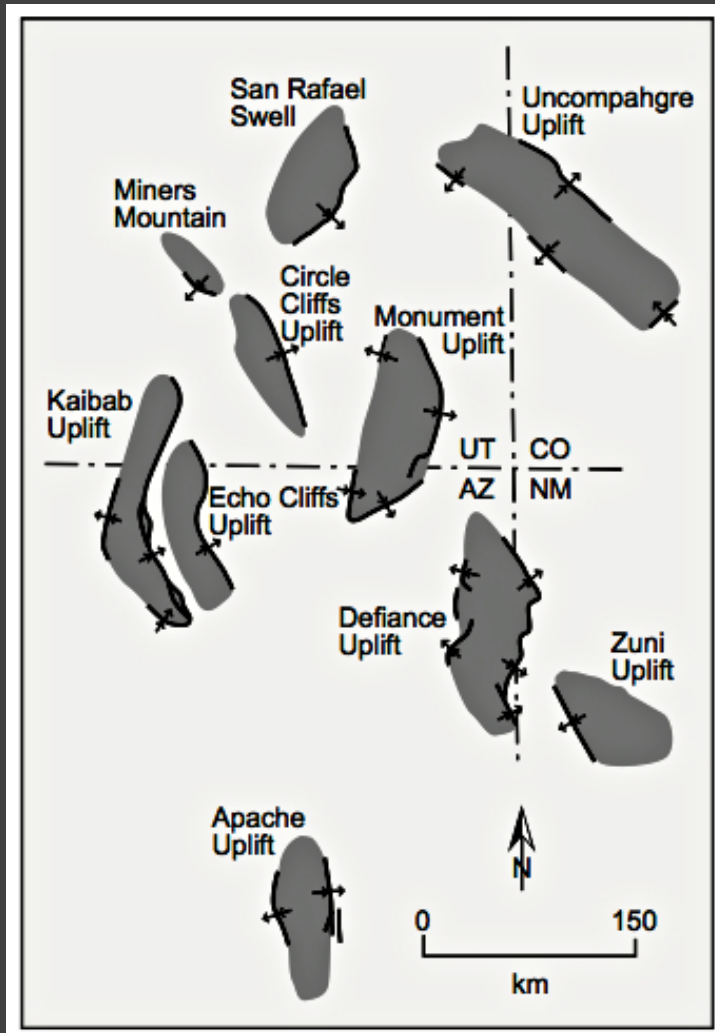 San Rafael
Swell
Uncompahgre
Uplift
Miners
Mountain
Circle
Cliffs
Uplift
Monument
Uplift
Kaibab
Uplift
UT CO
AZ NM
Echo Cliffs
Uplift
Defiance
Uplift
Zuni
Uplift
Apache
Uplift
N
0 150
km